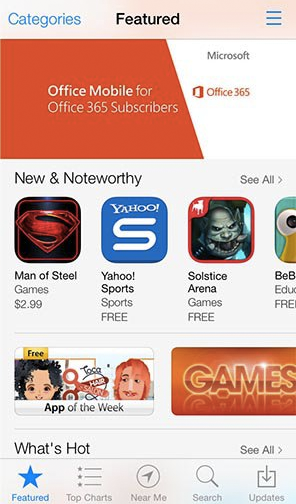 Categories
Featured
Microsoft
Office Mobile for
Office 365 Subscribers
Office 365
New & Noteworthy
See All >
Man of Steel
Games
$2.99
YAHOO!
S
Yahoo!
Sports
Sports
FREE
Solstice
Arena
Games
FREE
BeB
Educ
FREE
Free
Toca
HAIR
App of the Week
GAMES
What's Hot
See All >
Featured
Top Charts
Near Me
Search
Updates